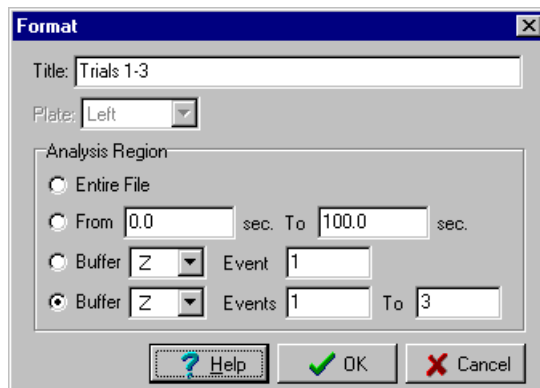 Format
Title: Trials 1-3
Plate: Left
Analysis Region
Entire File
From 0.0 sec. To 100.0 sec.
Buffer Z Event 1
Buffer Z Events 1 To 3
? Help OK Cancel